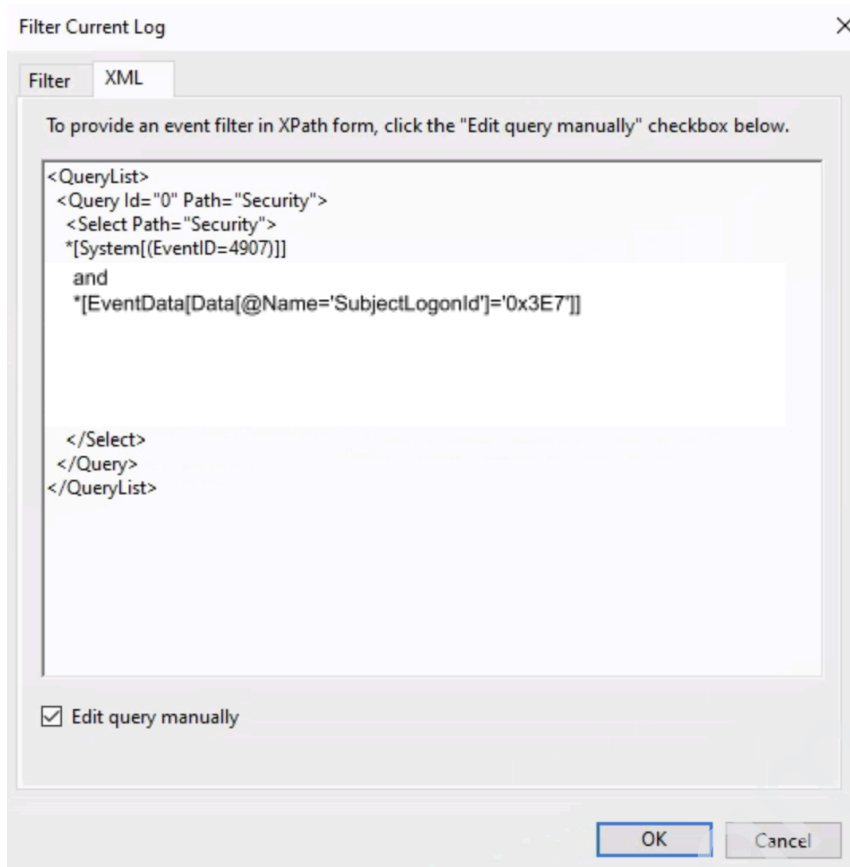 Filter Current Log
Filter XML
To provide an event filter in XPath form, click the "Edit query manually" checkbox below.
<QueryList>
<Query Id="0" Path="Security">
<Select Path="Security">
*[System[(EventID=4907)]]
and
*[EventData[Data[@Name='SubjectLogonId']='0x3E7']]
</Select>
</Query>
</QueryList>
Edit query manually
OK Cancel